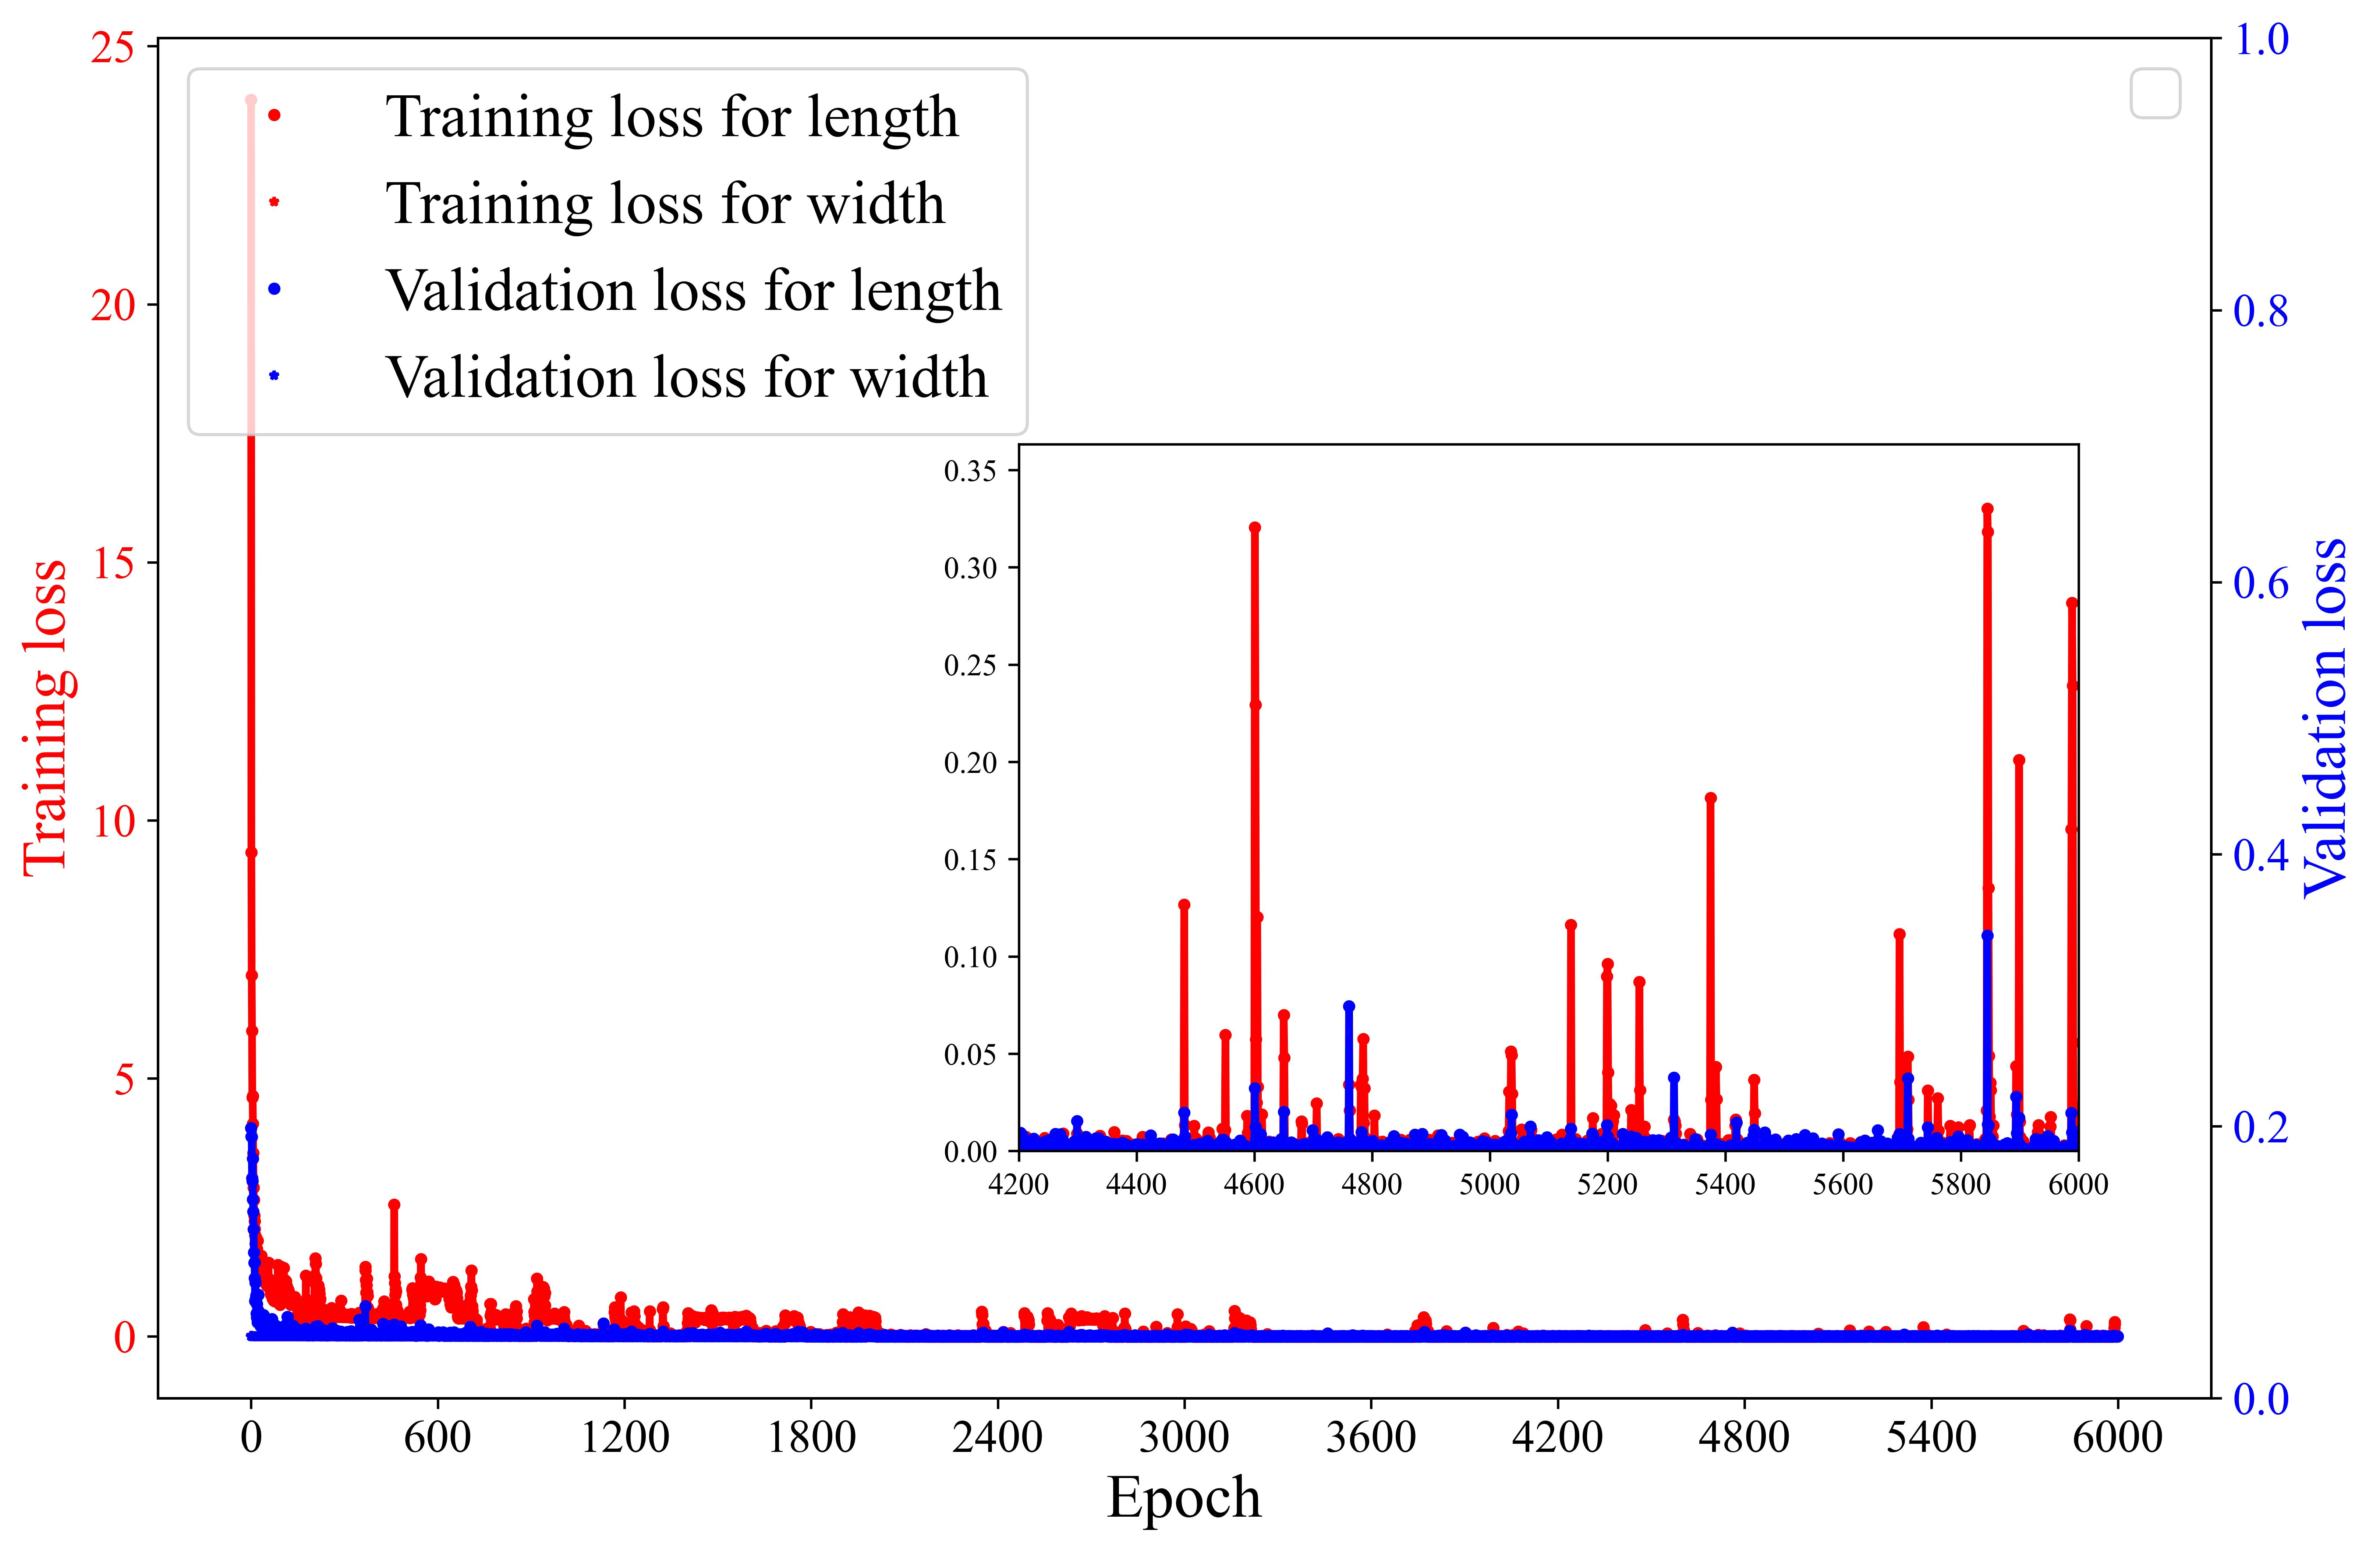 Training loss for length
Training loss for width
Validation loss for length
Validation loss for width
25
20
15
10
5
0
Training loss
1.0
0.8
0.6
0.4
0.2
0.0
Validation loss
0.35
0.30
0.25
0.20
0.15
0.10
0.05
0.00
4200 4400 4600 4800 5000 5200 5400 5600 5800 6000
0 600 1200 1800 2400 3000 3600 4200 4800 5400 6000
Epoch